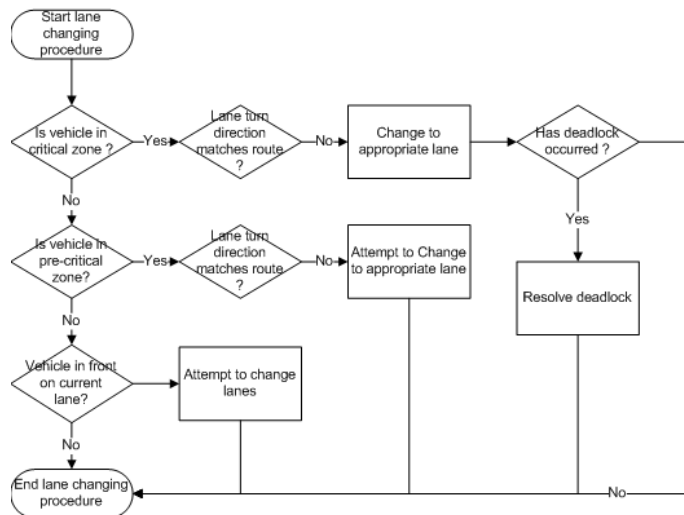 Start lane
changing
procedure
Is vehicle in
critical zone ?
Yes
Lane turn
direction
matches route
?
No
Change to
appropriate lane
Has deadlock
occurred ?
No
Yes
Is vehicle in
pre-critical
zone?
Yes
Lane turn
direction
matches route
?
No
Attempt to Change
to appropriate lane
Resolve deadlock
No
Vehicle in front
on current
lane?
Attempt to change
lanes
No
End lane changing
procedure
No